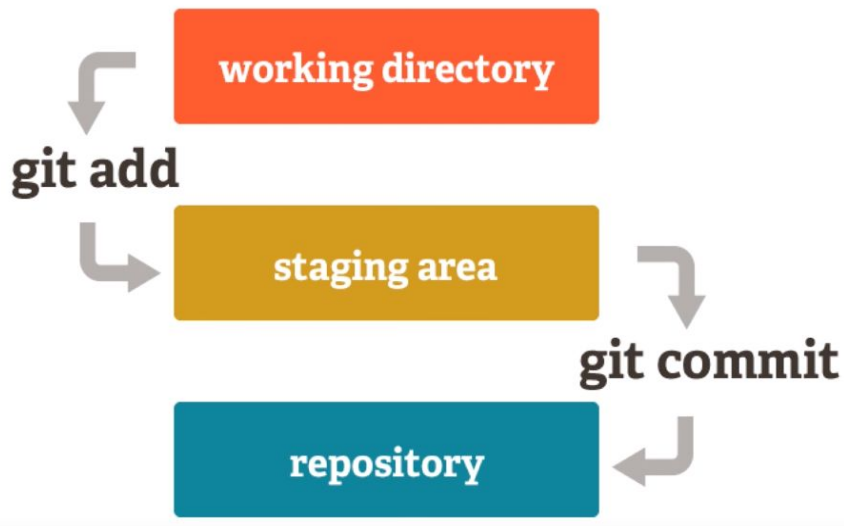 working directory
git add
staging area
git commit
repository